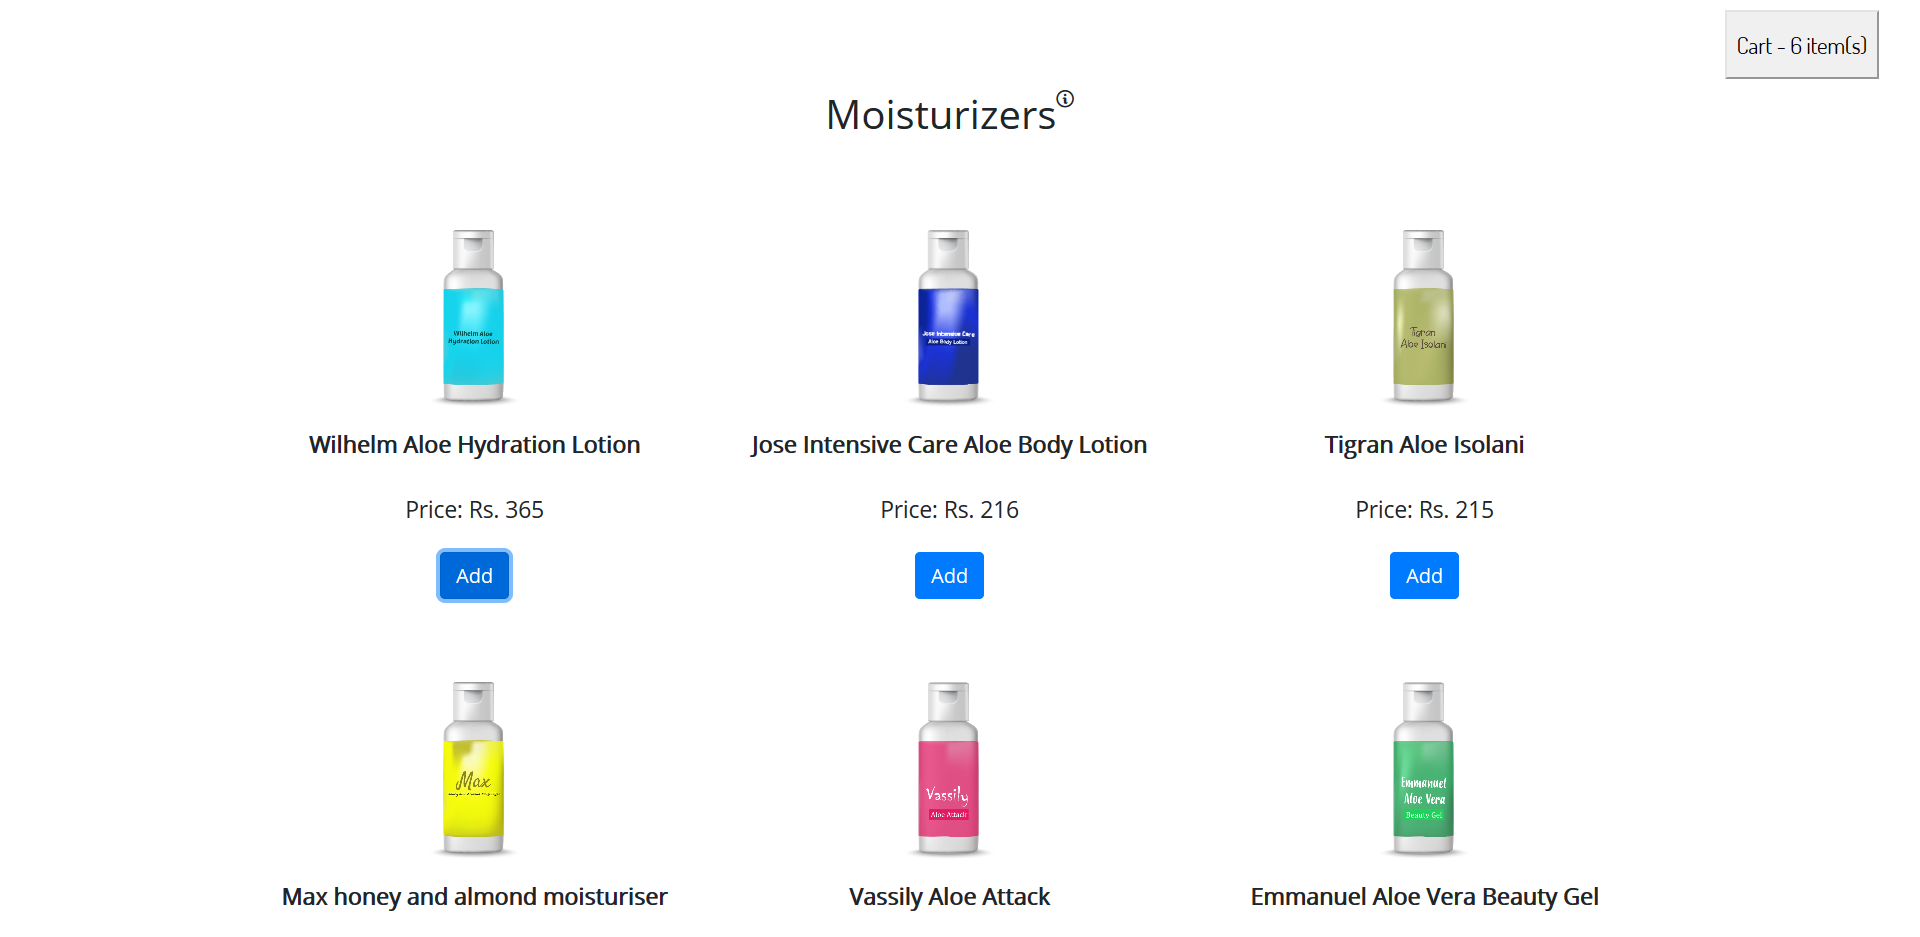 Cart - 6 item(s)
Moisturizers
Wilhelm Aloe
Hydration Lotion
Jose Intensive Care
Aloe Body Lotion
Tigran
Aloe Isolani
Wilhelm Aloe Hydration Lotion
Jose Intensive Care Aloe Body Lotion
Tigran Aloe Isolani
Price: Rs. 365
Price: Rs. 216
Price: Rs. 215
Add
Add
Add
Max
Vassily
Aloe Attack
Emmanuel
Aloe Vera
Beauty Gel
Max honey and almond moisturiser
Vassily Aloe Attack
Emmanuel Aloe Vera Beauty Gel